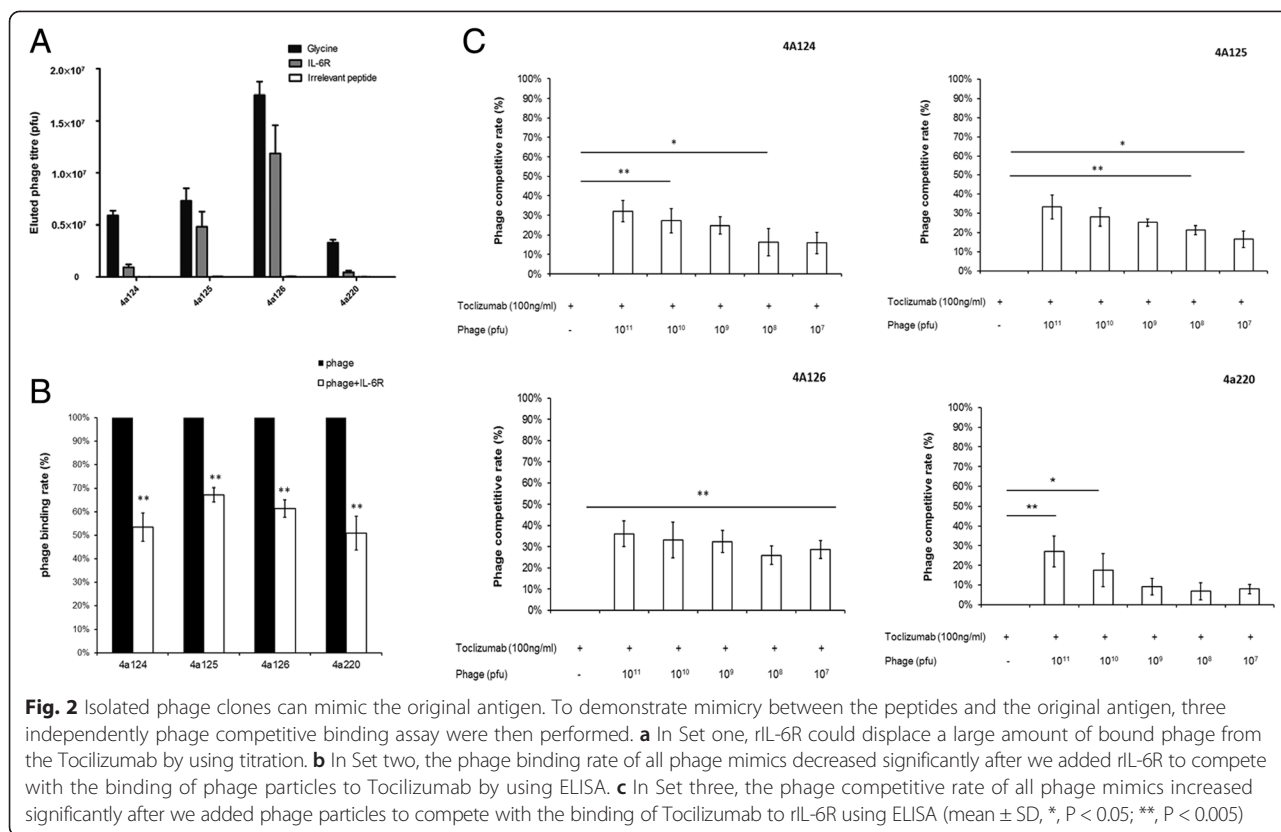 A
Glycine
IL-6R
Irrelevant peptide
Eluted phage titre (pfu)
2.0×10⁷
1.5×10⁷
1.0×10⁷
0.5×10⁷
0
4a124
4a125
4a126
4a220
B
phage
phage+IL-6R
phage binding rate (%)
100%
90%
80%
70%
60%
50%
40%
30%
20%
10%
0%
** ** ** **
4a124 4a125 4a126 4a220
C
4A124
Phage competitive rate (%)
100%
90%
80%
70%
60%
50%
40%
30%
20%
10%
0%
*
**
Toclizumab (100ng/ml) + + + + + +
Phage (pfu) - 10¹¹ 10¹⁰ 10⁹ 10⁸ 10⁷
4A125
Phage competitive rate (%)
100%
90%
80%
70%
60%
50%
40%
30%
20%
10%
0%
*
**
+ + + + + +
- 10¹¹ 10¹⁰ 10⁹ 10⁸ 10⁷
4A126
Phage competitive rate (%)
100%
90%
80%
70%
60%
50%
40%
30%
20%
10%
0%
**
Toclizumab (100ng/ml) + + + + + +
Phage (pfu) - 10¹¹ 10¹⁰ 10⁹ 10⁸ 10⁷
4a220
Phage competitive rate (%)
100%
90%
80%
70%
60%
50%
40%
30%
20%
10%
0%
*
**
+ + + + + +
- 10¹¹ 10¹⁰ 10⁹ 10⁸ 10⁷
Fig. 2 Isolated phage clones can mimic the original antigen. To demonstrate mimicry between the peptides and the original antigen, three
independently phage competitive binding assay were then performed. a In Set one, rIL-6R could displace a large amount of bound phage from
the Tocilizumab by using titration. b In Set two, the phage binding rate of all phage mimics decreased significantly after we added rIL-6R to compete
with the binding of phage particles to Tocilizumab by using ELISA. c In Set three, the phage competitive rate of all phage mimics increased
significantly after we added phage particles to compete with the binding of Tocilizumab to rIL-6R using ELISA (mean ± SD, *, P < 0.05; **, P < 0.005)